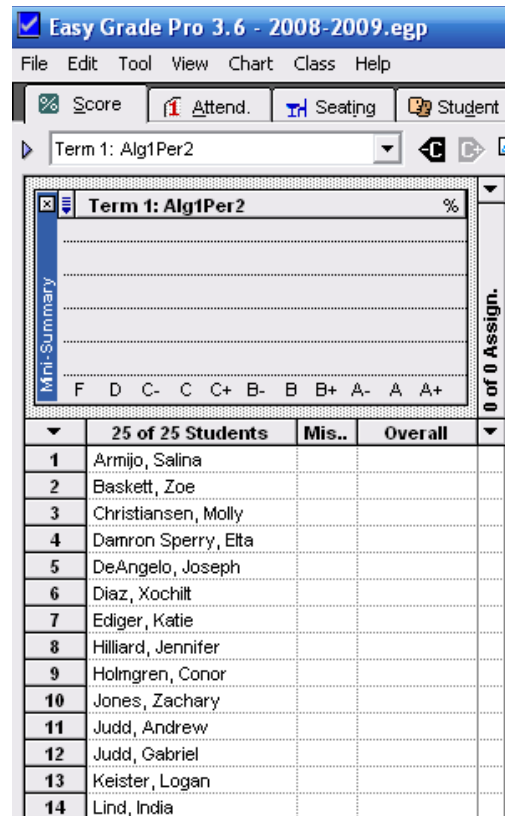 Easy Grade Pro 3.6 - 2008-2009.egp
File Edit Tool View Chart Class Help
Score Attend. Seating Student
Term 1: Alg1Per2
Term 1: Alg1Per2 %
Mini-Summary
0 of 0 Assign.
F D C- C C+ B- B B+ A- A A+
25 of 25 Students Mis.. Overall
1 Armijo, Salina
2 Baskett, Zoe
3 Christiansen, Molly
4 Damron Sperry, Elta
5 DeAngelo, Joseph
6 Diaz, Xochilt
7 Ediger, Katie
8 Hilliard, Jennifer
9 Holmgren, Conor
10 Jones, Zachary
11 Judd, Andrew
12 Judd, Gabriel
13 Keister, Logan
14 Lind, India